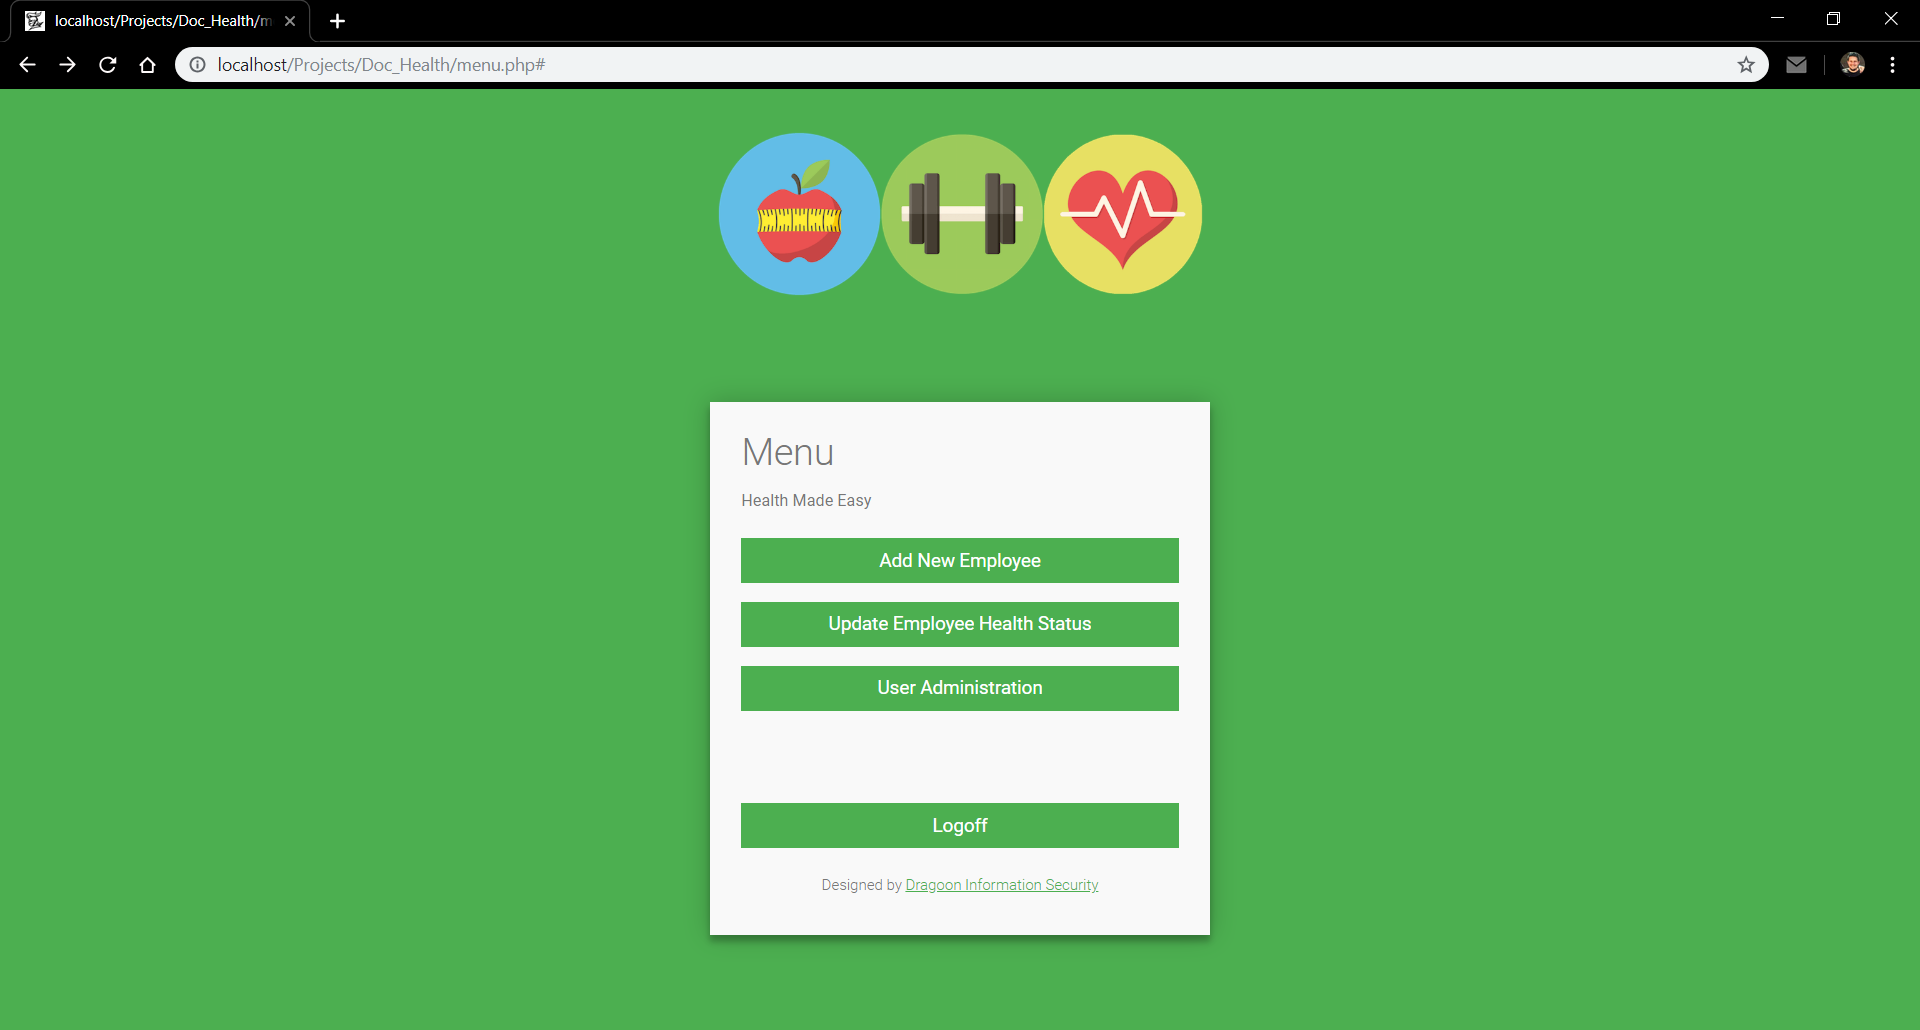 localhost/Projects/Doc_Health/m
localhost/Projects/Doc_Health/menu.php#
Menu
Health Made Easy
Add New Employee
Update Employee Health Status
User Administration
Logoff
Designed by Dragoon Information Security